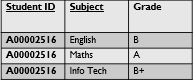 Student ID Subject Grade
A00002516 English B
A00002516 Maths A
A00002516 Info Tech B+